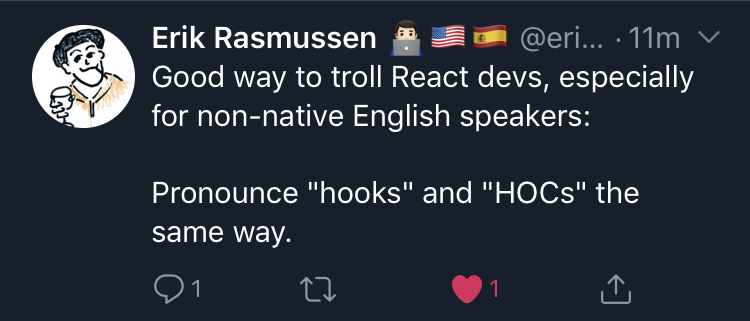 Erik Rasmussen 👨🏻‍💻 🇺🇸 🇪🇸 @eri... · 11m
Good way to troll React devs, especially
for non-native English speakers:
Pronounce "hooks" and "HOCs" the
same way.
1 1